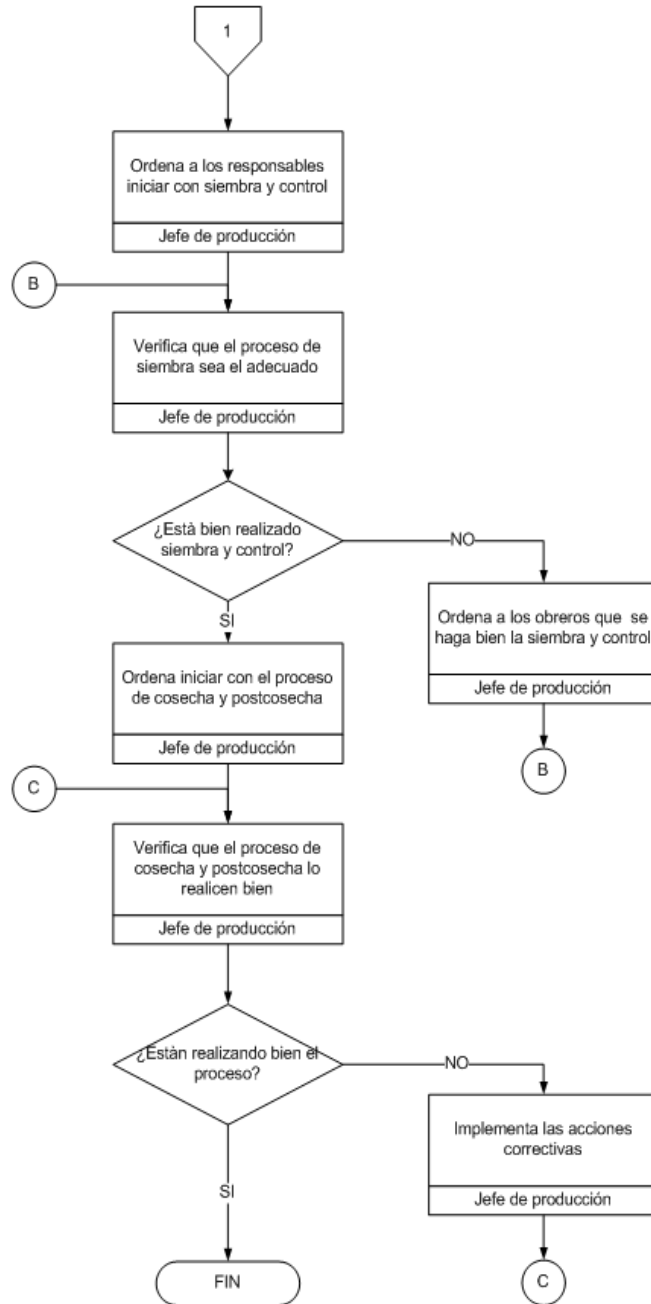 1
Ordena a los responsables
iniciar con siembra y control
Jefe de producción
B
Verifica que el proceso de
siembra sea el adecuado
Jefe de producción
¿Està bien realizado
siembra y control?
NO
SI
Ordena a los obreros que se
haga bien la siembra y control
Jefe de producción
B
Ordena iniciar con el proceso
de cosecha y postcosecha
Jefe de producción
C
Verifica que el proceso de
cosecha y postcosecha lo
realicen bien
Jefe de producción
¿Estàn realizando bien el
proceso?
NO
Implementa las acciones
correctivas
Jefe de producción
C
SI
FIN